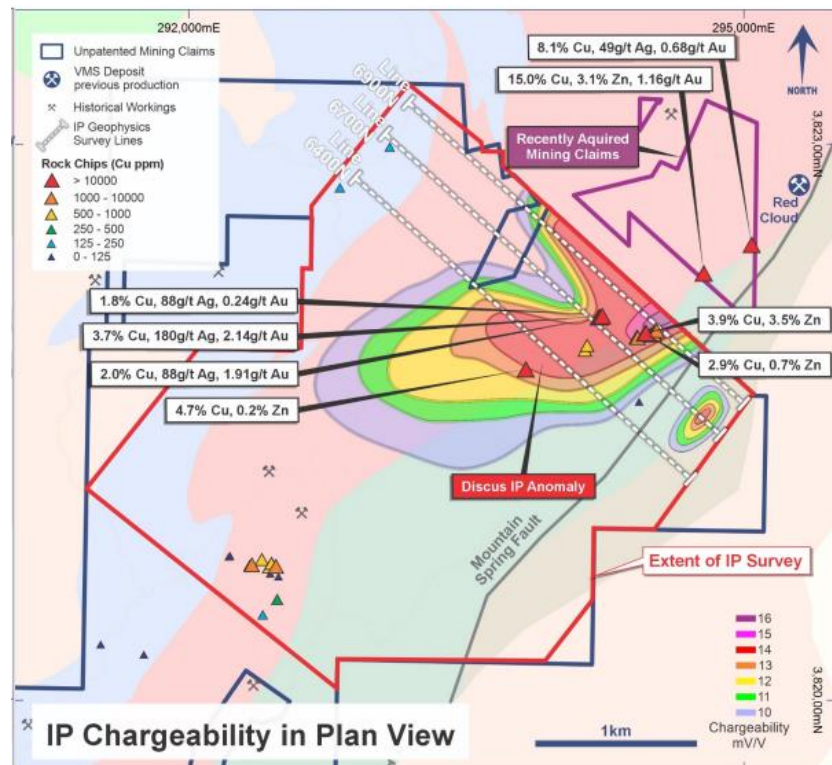 292,000mE
295,000mE
Unpatented Mining Claims
VMS Deposit
previous production
Historical Workings
IP Geophysics
Survey Lines
Rock Chips (Cu ppm)
> 10000
1000 - 10000
500 - 1000
250 - 500
125 - 250
0 - 125
Line
6900N
Line
6700N
Line
6400N
8.1% Cu, 49g/t Ag, 0.68g/t Au
15.0% Cu, 3.1% Zn, 1.16g/t Au
NORTH
3,823,00mN
Recently Aquired
Mining Claims
Red
Cloud
1.8% Cu, 88g/t Ag, 0.24g/t Au
3.7% Cu, 180g/t Ag, 2.14g/t Au
2.0% Cu, 88g/t Ag, 1.91g/t Au
4.7% Cu, 0.2% Zn
3.9% Cu, 3.5% Zn
2.9% Cu, 0.7% Zn
Discus IP Anomaly
Mountain
Spring Fault
Extent of IP Survey
16
15
14
13
12
11
10
Chargeability
mV/V
3,820,00mN
IP Chargeability in Plan View
1km